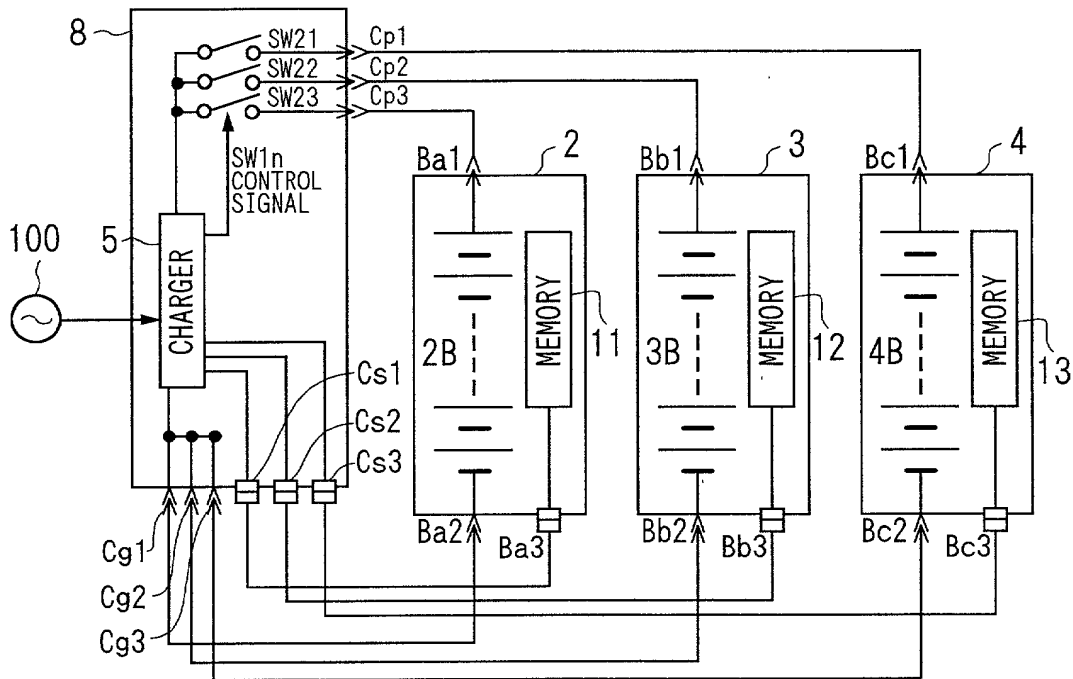 8
SW21
Cp1
SW22
Cp2
SW23
Cp3
SW1n
CONTROL
SIGNAL
Ba1
2
Bb1
3
Bc1
4
100
5
CHARGER
2B
MEMORY
11
3B
MEMORY
12
4B
MEMORY
13
Cs1
Cs2
Cs3
Cg1
Cg2
Cg3
Ba2
Ba3
Bb2
Bb3
Bc2
Bc3